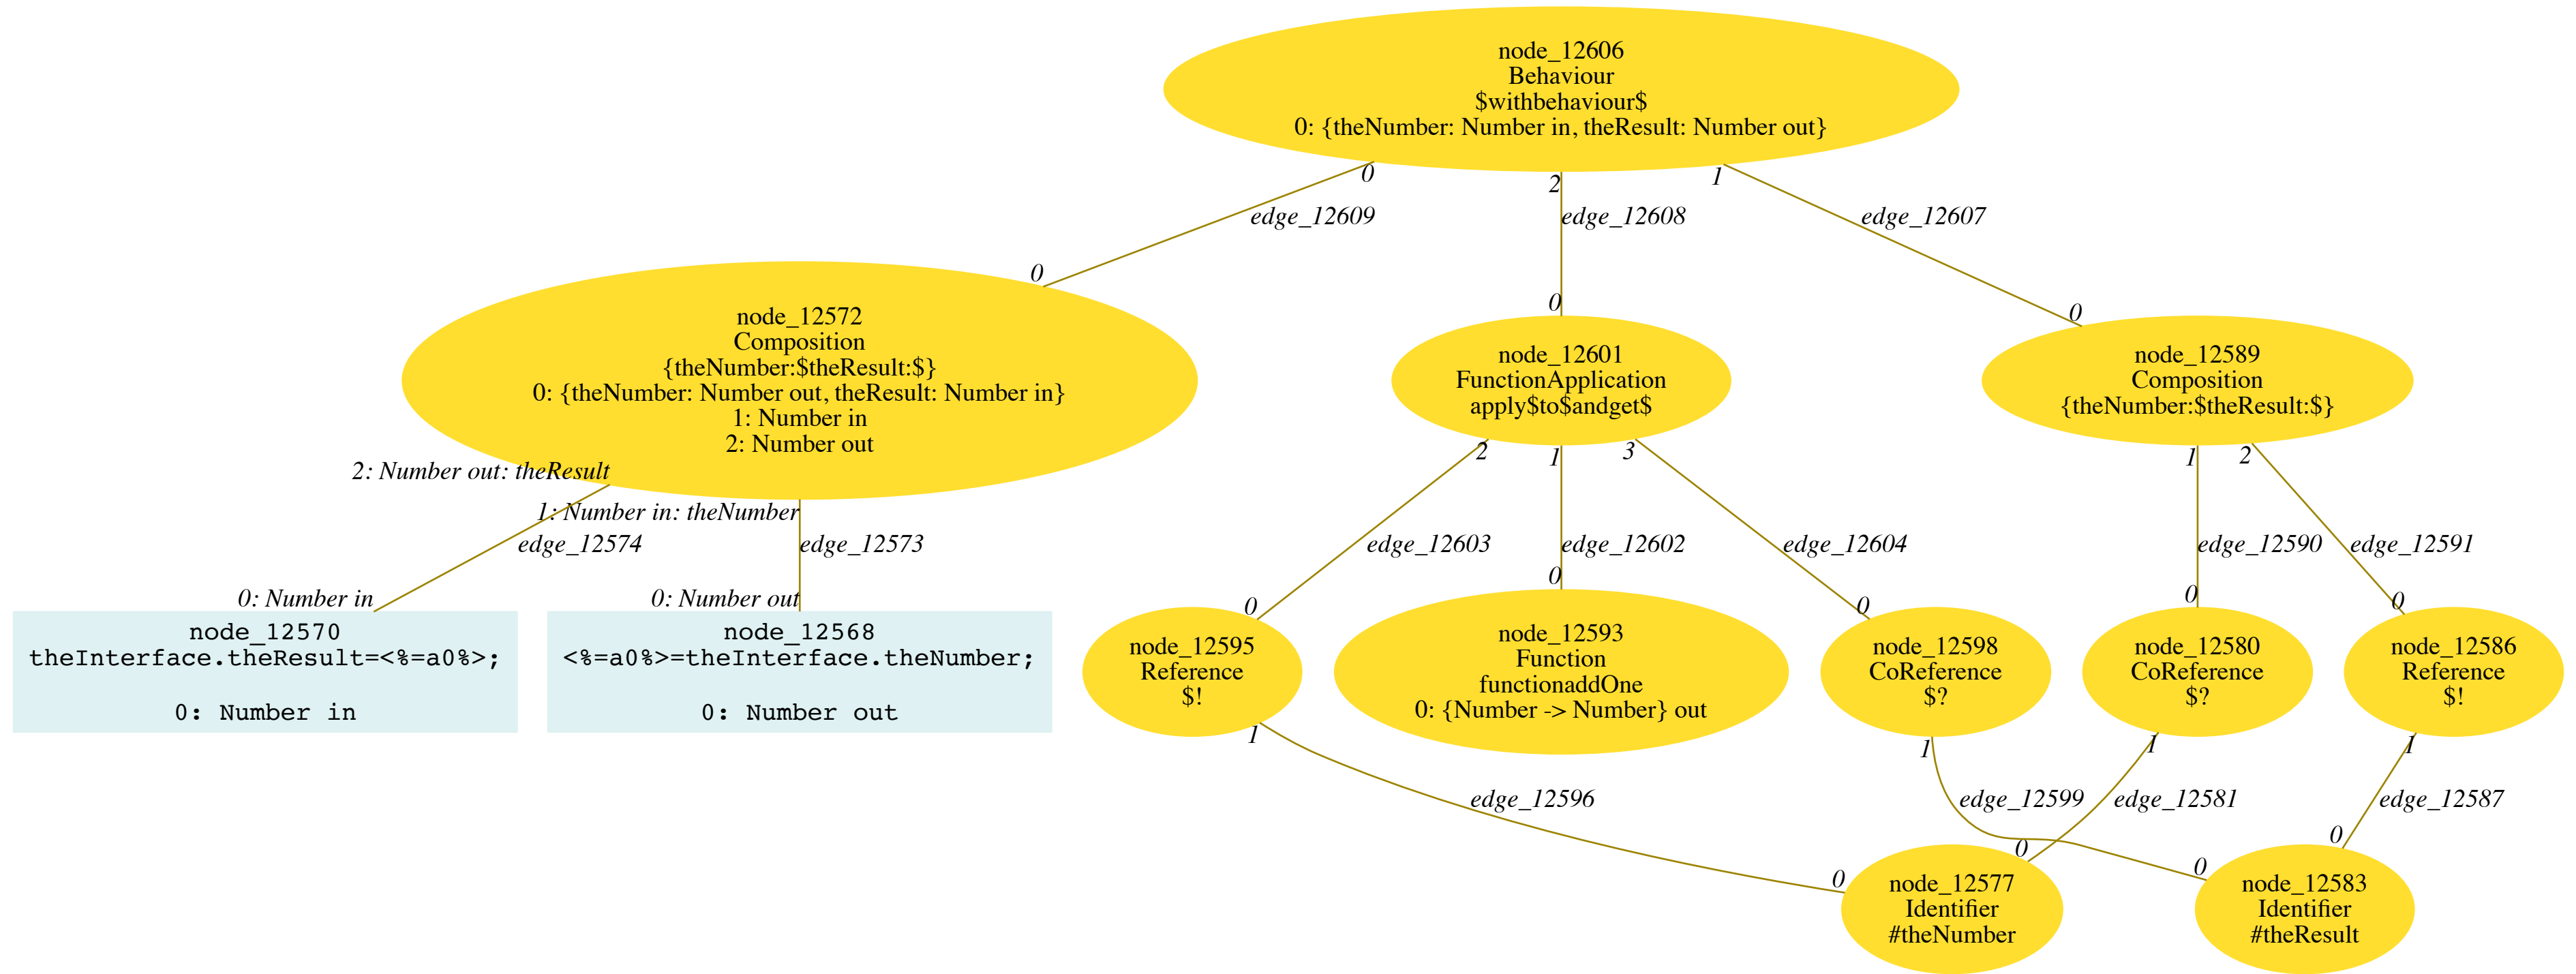 node_12606
Behaviour
$withbehaviour$
0: {theNumber: Number in, theResult: Number out}
0
2
1
edge_12609
edge_12608
edge_12607
0
0
0
node_12572
Composition
{theNumber:$theResult:$}
0: {theNumber: Number out, theResult: Number in}
1: Number in
2: Number out
node_12601
FunctionApplication
apply$to$andget$
node_12589
Composition
{theNumber:$theResult:$}
2: Number out: theResult
1: Number in: theNumber
2
1
3
1
2
edge_12574
edge_12573
edge_12603
edge_12602
edge_12604
edge_12590
edge_12591
0: Number in
0: Number out
0
0
0
0
0
node_12570
theInterface.theResult=<%=a0%>;
0: Number in
node_12568
<%=a0%>=theInterface.theNumber;
0: Number out
node_12595
Reference
$!
node_12593
Function
functionaddOne
0: {Number -> Number} out
node_12598
CoReference
$?
node_12580
CoReference
$?
node_12586
Reference
$!
1
1
1
1
edge_12596
edge_12599
edge_12581
edge_12587
0
0
0
0
node_12577
Identifier
#theNumber
node_12583
Identifier
#theResult